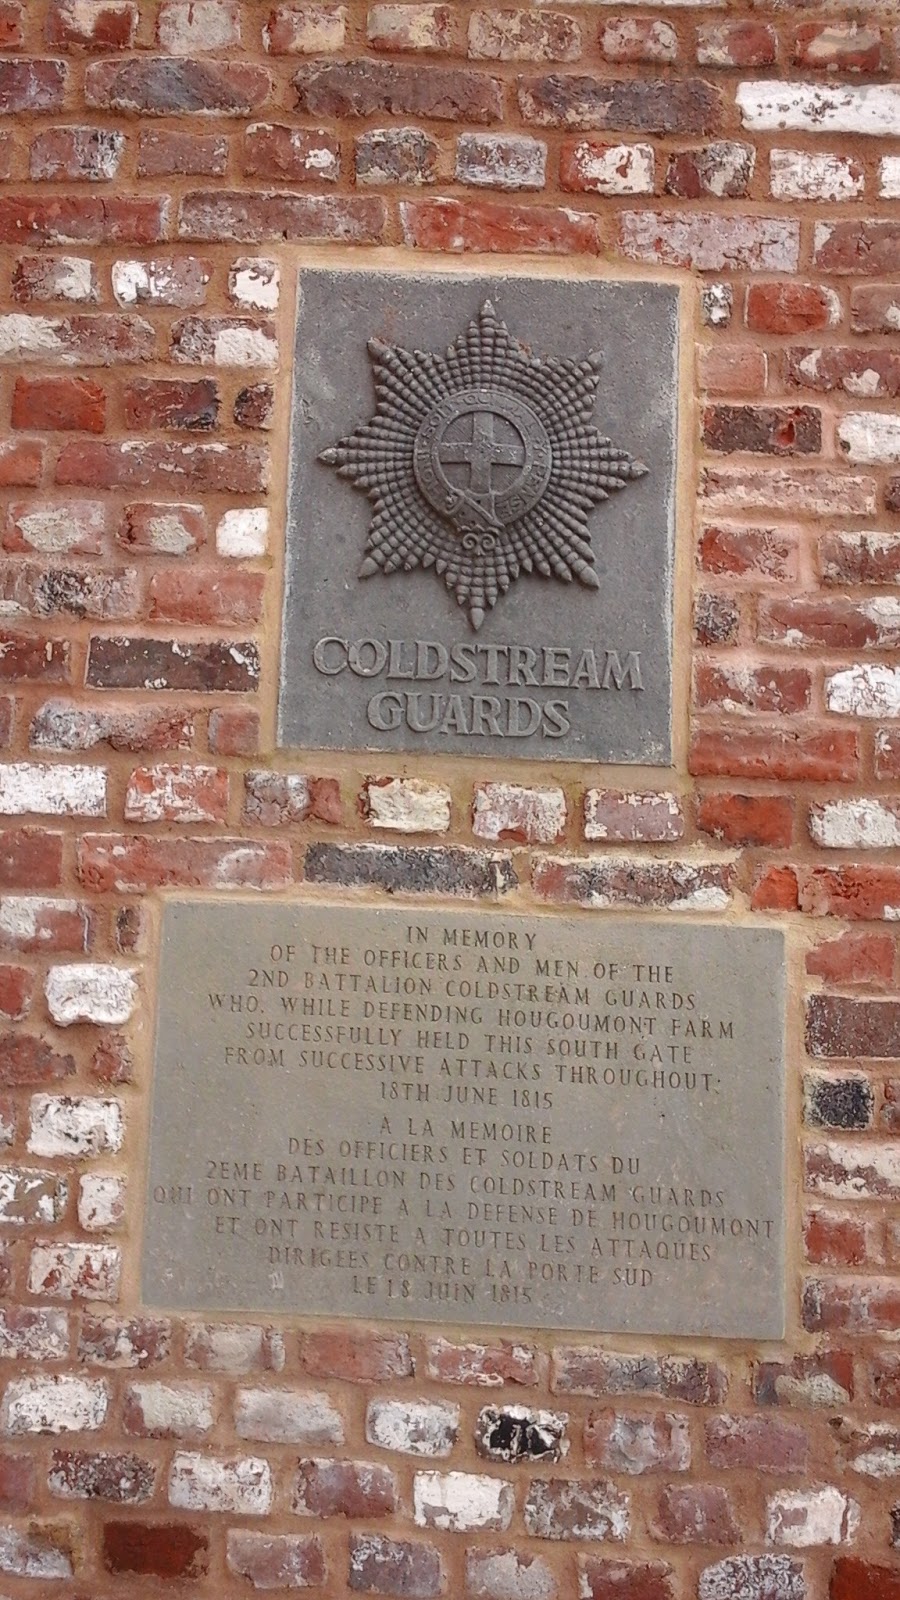 COLDSTREAM
GUARDS
IN MEMORY
OF THE OFFICERS AND MEN OF THE
2ND BATTALION COLDSTREAM GUARDS
WHO, WHILE DEFENDING HOUGOUMONT FARM
SUCCESSFULLY HELD THIS SOUTH GATE
FROM SUCCESSIVE ATTACKS THROUGHOUT
18TH JUNE 1815
A LA MEMOIRE
DES OFFICIERS ET SOLDATS DU
2EME BATAILLON DES COLDSTREAM GUARDS
QUI ONT PARTICIPE A LA DEFENSE DE HOUGOUMONT
ET ONT RESISTE A TOUTES LES ATTAQUES
DIRIGEES CONTRE LA PORTE SUD
LE 18 JUIN 1815